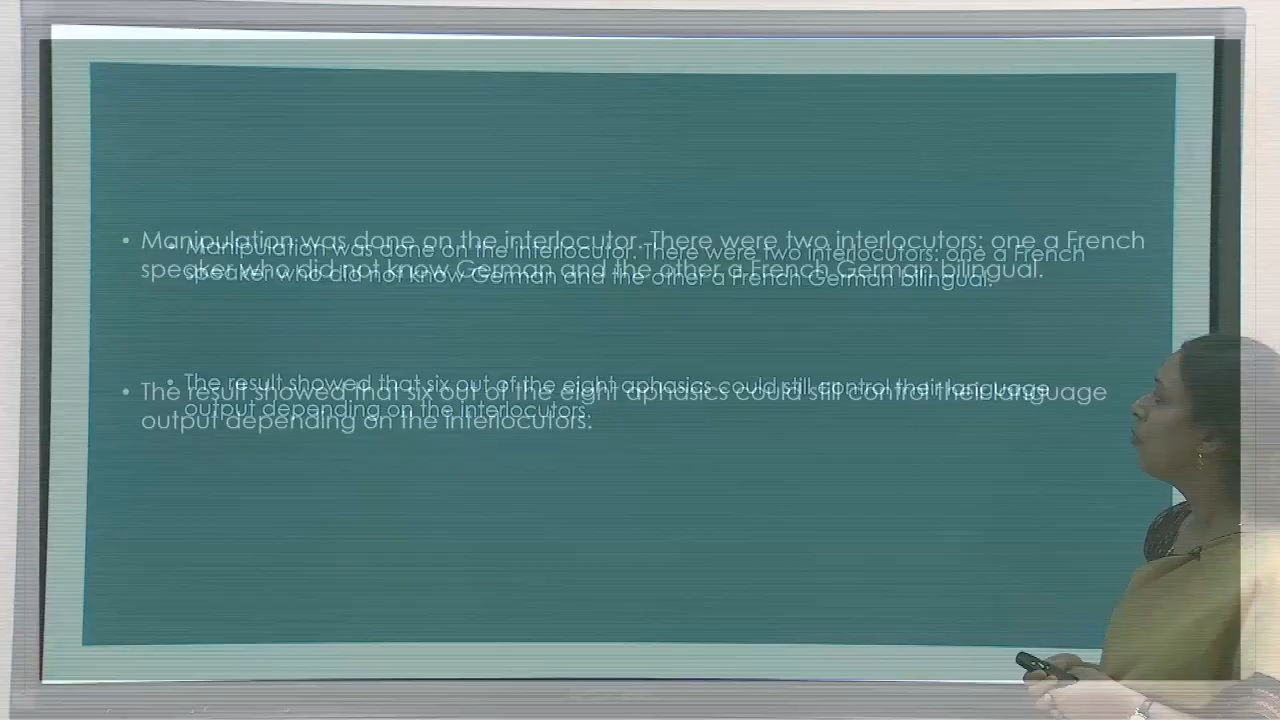 • Manipulation was done on the interlocutor. There were two interlocutors: one a French
speaker who did not know German and the other a French German bilingual.
• The result showed that six out of the eight aphasics could still control their language
output depending on the interlocutors.